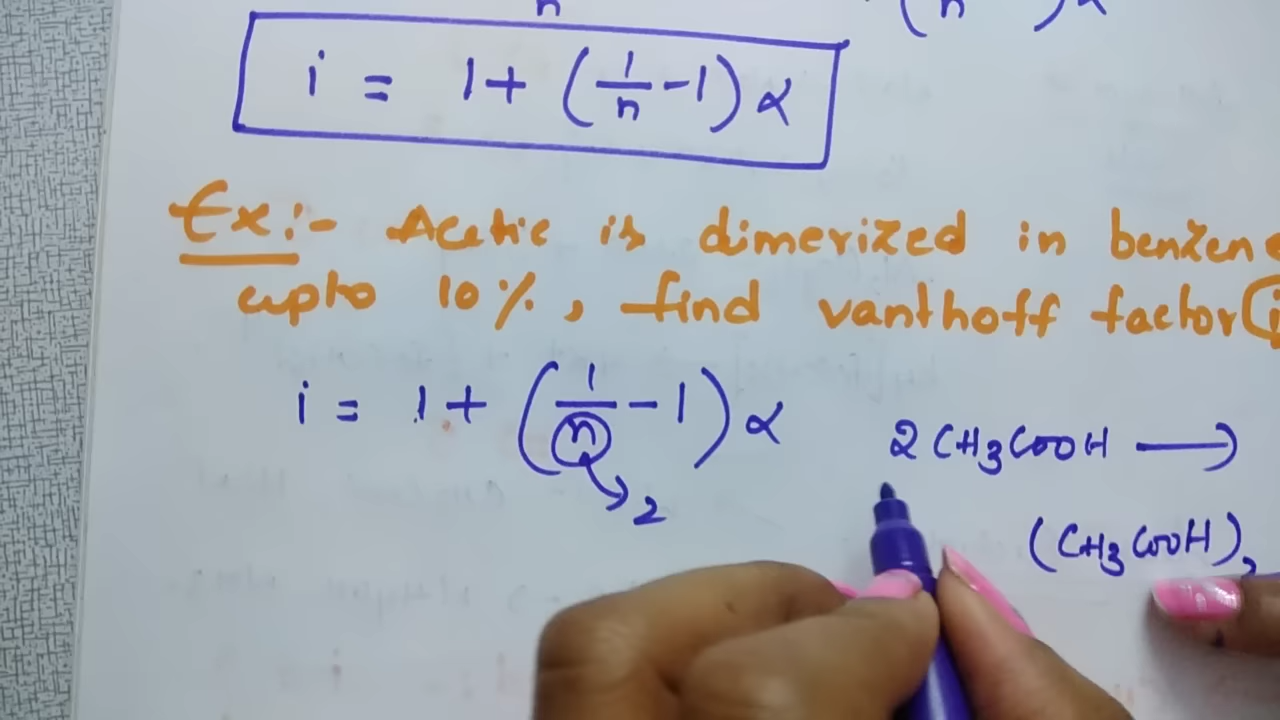 n
(n )α
i = 1 + (1/n - 1) α
Ex:- Acetic is dimerized in benzene
upto 10%, find vanthoff factor (i
i = 1 + (1/n - 1) α
2 CH3COOH →
2
(CH3COOH)2